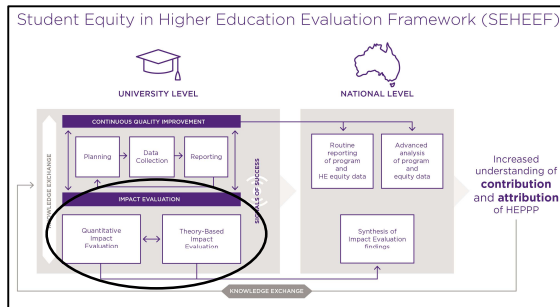 Student Equity in Higher Education Evaluation Framework (SEHEEF)
UNIVERSITY LEVEL
NATIONAL LEVEL
KNOWLEDGE EXCHANGE
CONTINUOUS QUALITY IMPROVEMENT
Planning
Data
Collection
Reporting
IMPACT EVALUATION
Quantitative
Impact
Evaluation
Theory-Based
Impact
Evaluation
SIGNALS OF SUCCESS
Routine
reporting
of program
and
HE equity data
Advanced
analysis
of program
and
equity data
Synthesis of
Impact Evaluation
findings
Increased
understanding of
contribution
and attribution
of HEPPP
KNOWLEDGE EXCHANGE